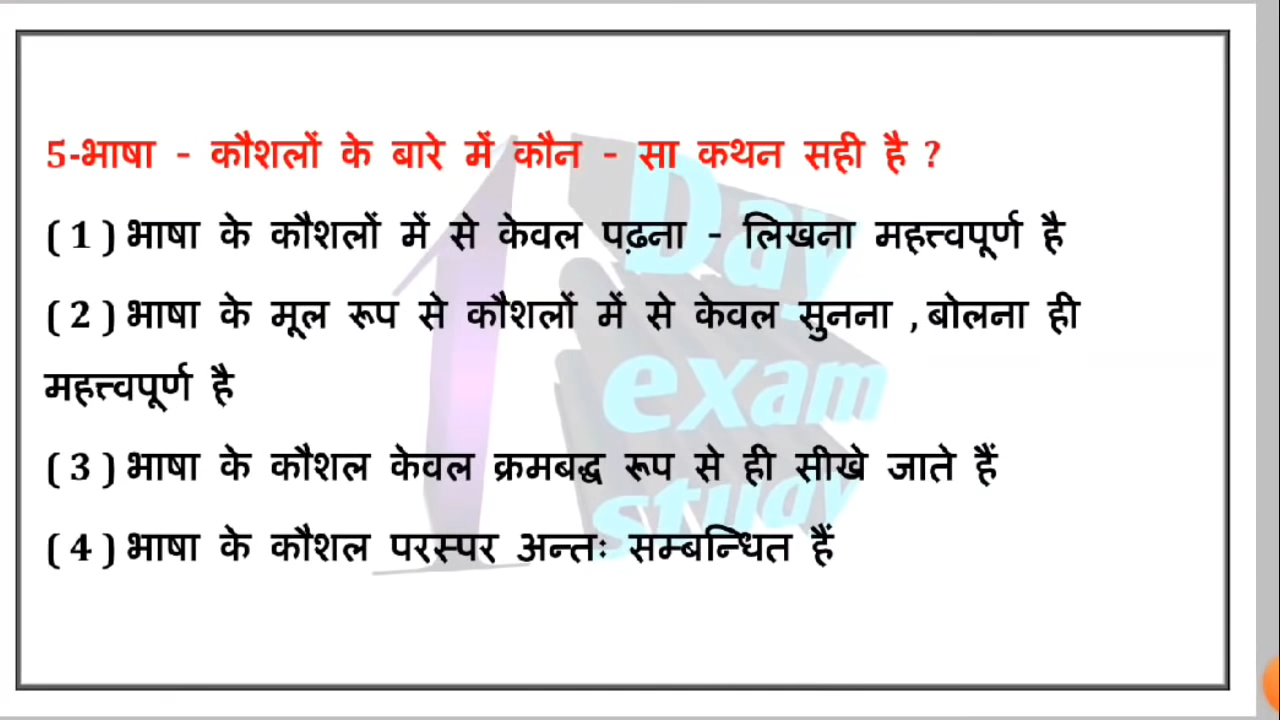 5-भाषा - कौशलों के बारे में कौन - सा कथन सही है ?
( 1 ) भाषा के कौशलों में से केवल पढ़ना - लिखना महत्त्वपूर्ण है
( 2 ) भाषा के मूल रूप से कौशलों में से केवल सुनना , बोलना ही
महत्त्वपूर्ण है
( 3 ) भाषा के कौशल केवल क्रमबद्ध रूप से ही सीखे जाते हैं
( 4 ) भाषा के कौशल परस्पर अन्तः सम्बन्धित हैं
1 Day
exam
study